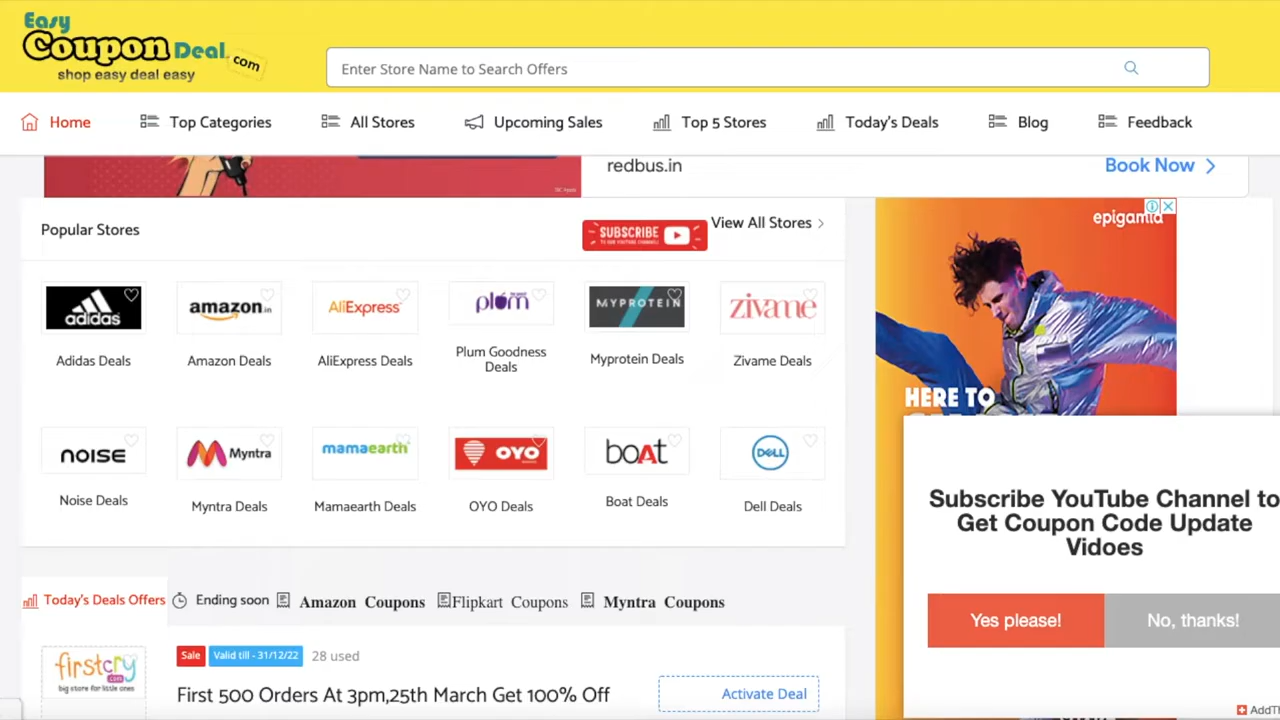 Easy
Coupon Deal.com
shop easy deal easy
Enter Store Name to Search Offers
Home
Top Categories
All Stores
Upcoming Sales
Top 5 Stores
Today's Deals
Blog
Feedback
redbus.in
Book Now
Popular Stores
SUBSCRIBE
TO OUR YOUTUBE CHANNEL
View All Stores
epigamia
adidas
amazon.in
AliExpress
plum
MYPROTEIN
zivame
Adidas Deals
Amazon Deals
AliExpress Deals
Plum Goodness
Deals
Myprotein Deals
Zivame Deals
HERE TO
NOISE
Myntra
mamaearth
OYO
boAt
DELL
Noise Deals
Myntra Deals
Mamaearth Deals
OYO Deals
Boat Deals
Dell Deals
Subscribe YouTube Channel to
Get Coupon Code Update
Vidoes
Yes please!
No, thanks!
Today's Deals Offers
Ending soon
Amazon Coupons
Flipkart Coupons
Myntra Coupons
firstcry
.com
big store for little ones
Sale
Valid till - 31/12/22
28 used
First 500 Orders At 3pm,25th March Get 100% Off
Activate Deal
AddTh